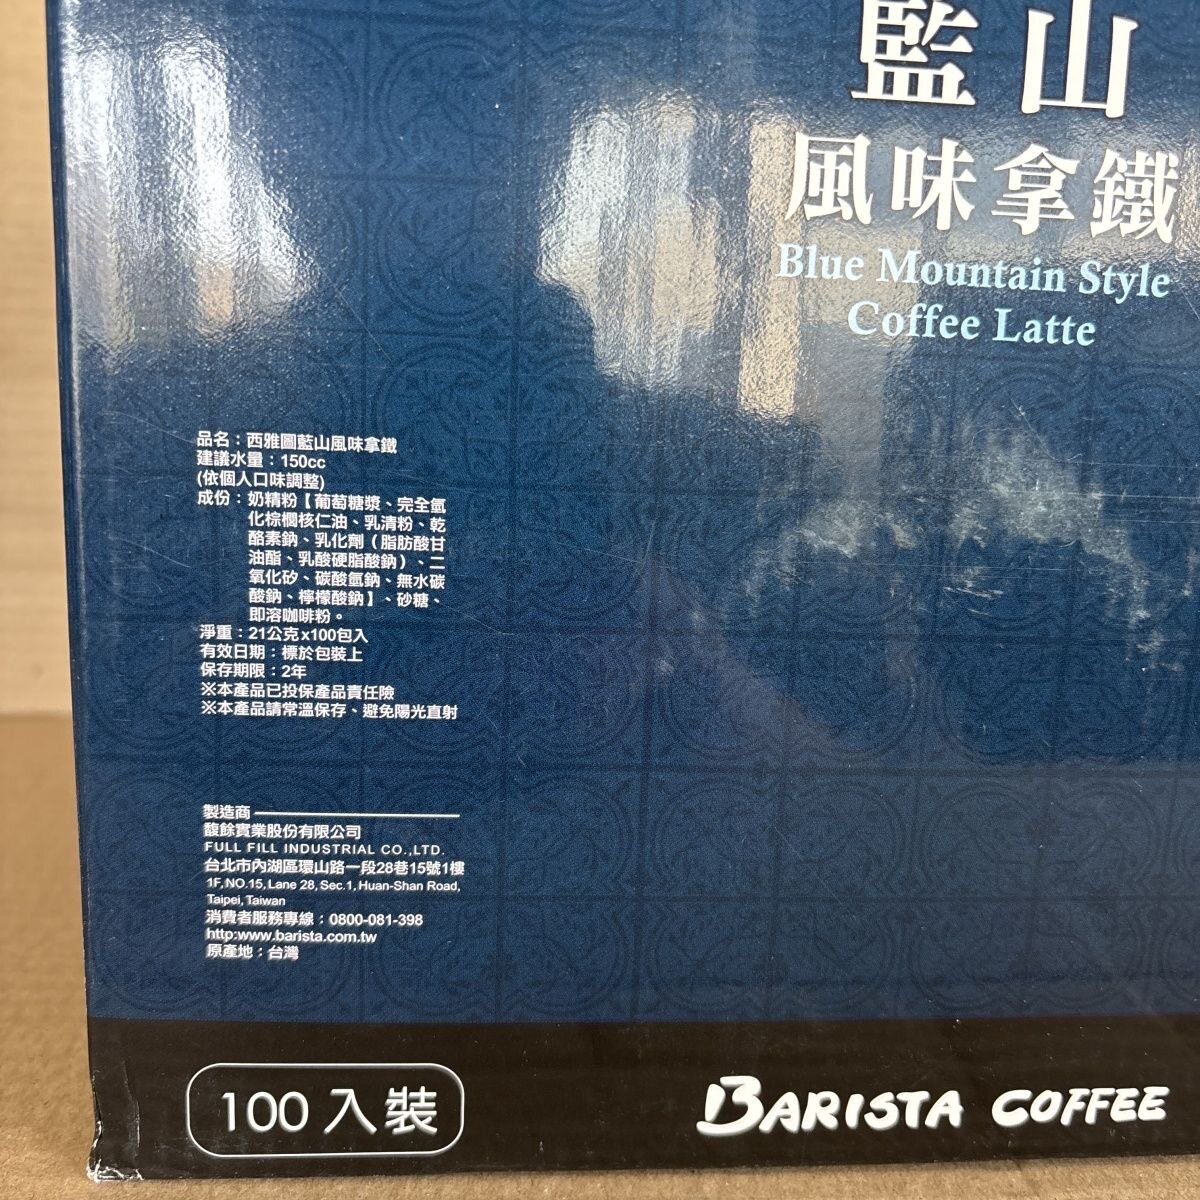 藍山
風味拿鐵
Blue Mountain Style
Coffee Latte
品名：西雅圖藍山風味拿鐵
建議水量：150cc
(依個人口味調整)
成份：奶精粉【葡萄糖漿、完全氫
化棕櫚核仁油、乳清粉、乾
酪素鈉、乳化劑（脂肪酸甘
油酯、乳酸硬脂酸鈉）、二
氧化矽、碳酸氫鈉、無水碳
酸鈉、檸檬酸鈉】、砂糖、
即溶咖啡粉。
淨重：21公克x100包入
有效日期：標於包裝上
保存期限：2年
※本產品已投保產品責任險
※本產品請常溫保存、避免陽光直射
製造商
馥餘實業股份有限公司
FULL FILL INDUSTRIAL CO.,LTD.
台北市內湖區環山路一段28巷15號1樓
1F,NO.15, Lane 28, Sec.1, Huan-Shan Road,
Taipei, Taiwan
消費者服務專線：0800-081-398
http:www.barista.com.tw
原產地：台灣
100入裝
BARISTA COFFEE